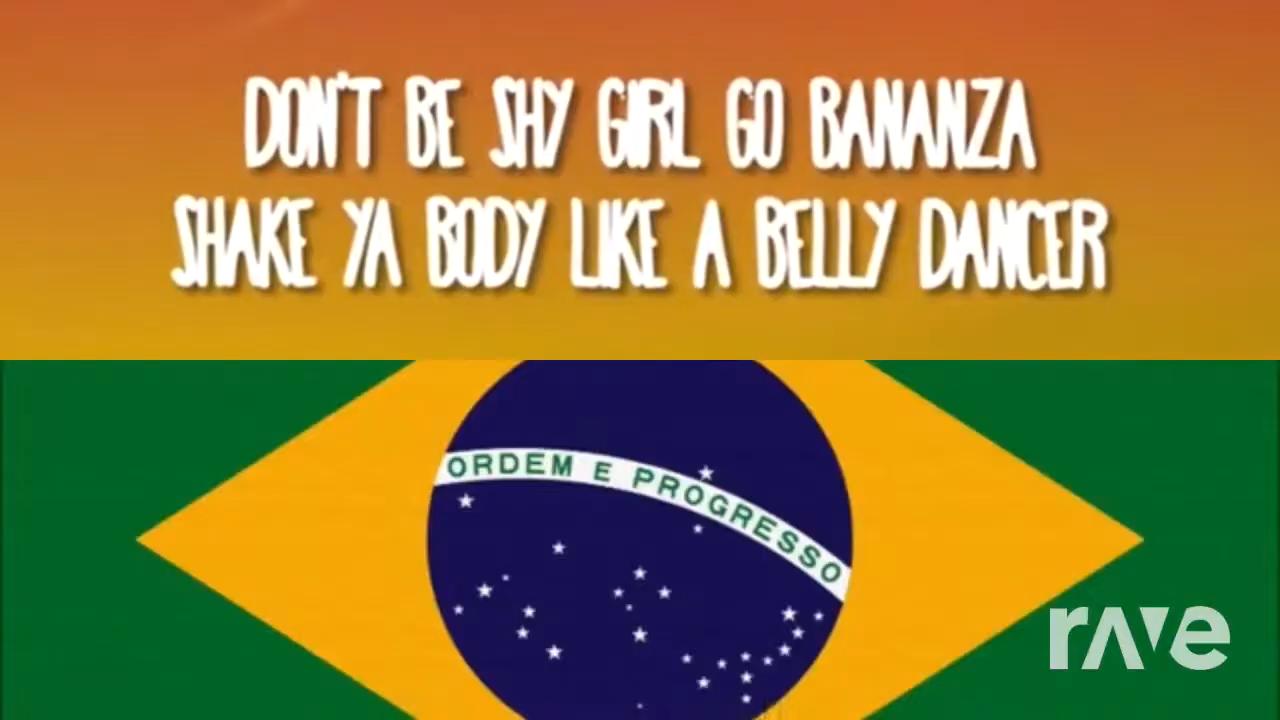 DON'T BE SHY GIRL GO BANANZA
SHAKE YA BODY LIKE A BELLY DANCER
ORDEM E PROGRESSO
rave